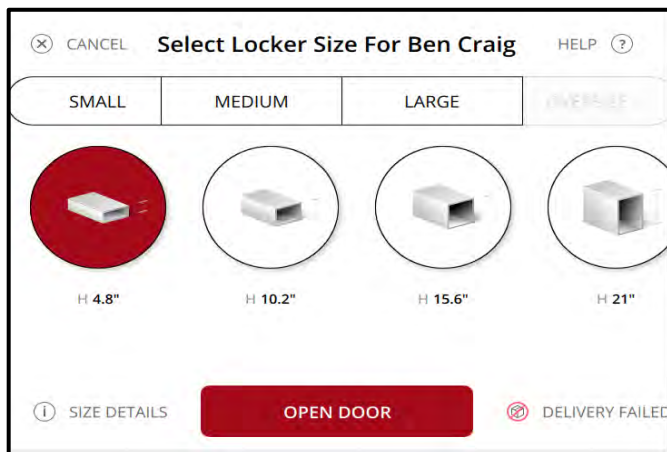 CANCEL Select Locker Size For Ben Craig HELP ?
SMALL MEDIUM LARGE OVERSIZE
H 4.8" H 10.2" H 15.6" H 21"
i SIZE DETAILS OPEN DOOR DELIVERY FAILED